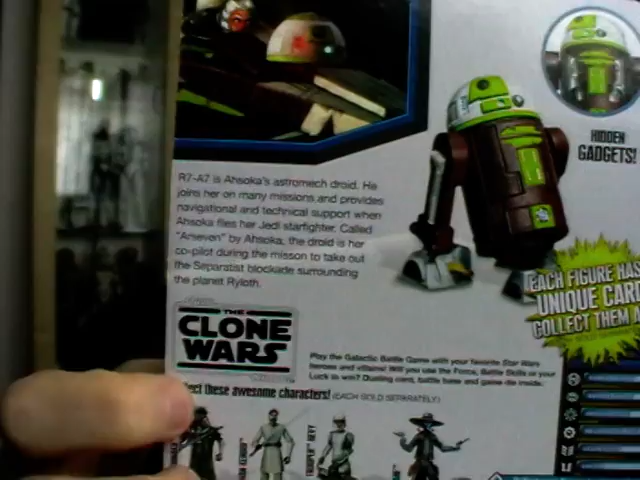 HIDDEN
GADGETS!
R7-A7 is Ahsoka's astromech droid. He
joins her on many missions and provides
navigational and technical support when
Ahsoka flies her Jedi starfighter. Called
"Arseven" by Ahsoka, the droid is her
co-pilot during the misson to take out
the Separatist blockade surrounding
the planet Ryloth.
EACH FIGURE HAS
UNIQUE CARD
COLLECT THEM A
THE
CLONE
WARS
Play the Galactic Battle Game with your favorite Star Wars
heroes and villains! Will you use the Force, Battle Skills or your
Luck to win? Dueling card, battle base and game die inside.
ect these awesome characters! (EACH SOLD SEPARATELY.)